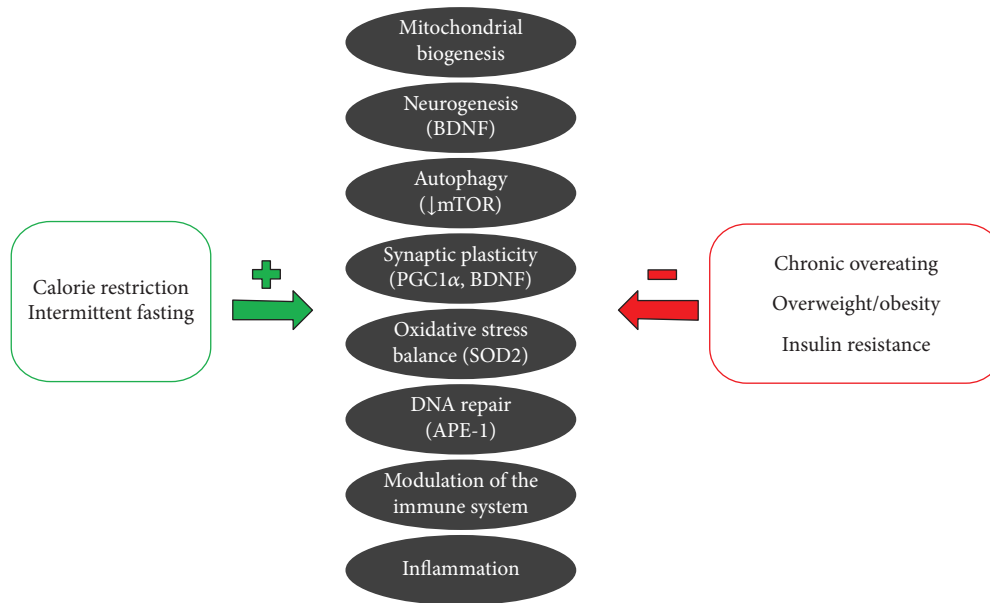 Mitochondrial
biogenesis
Neurogenesis
(BDNF)
Autophagy
(↓mTOR)
Synaptic plasticity
(PGC1α, BDNF)
Oxidative stress
balance (SOD2)
DNA repair
(APE-1)
Modulation of the
immune system
Inflammation
Calorie restriction
Intermittent fasting
Chronic overeating
Overweight/obesity
Insulin resistance